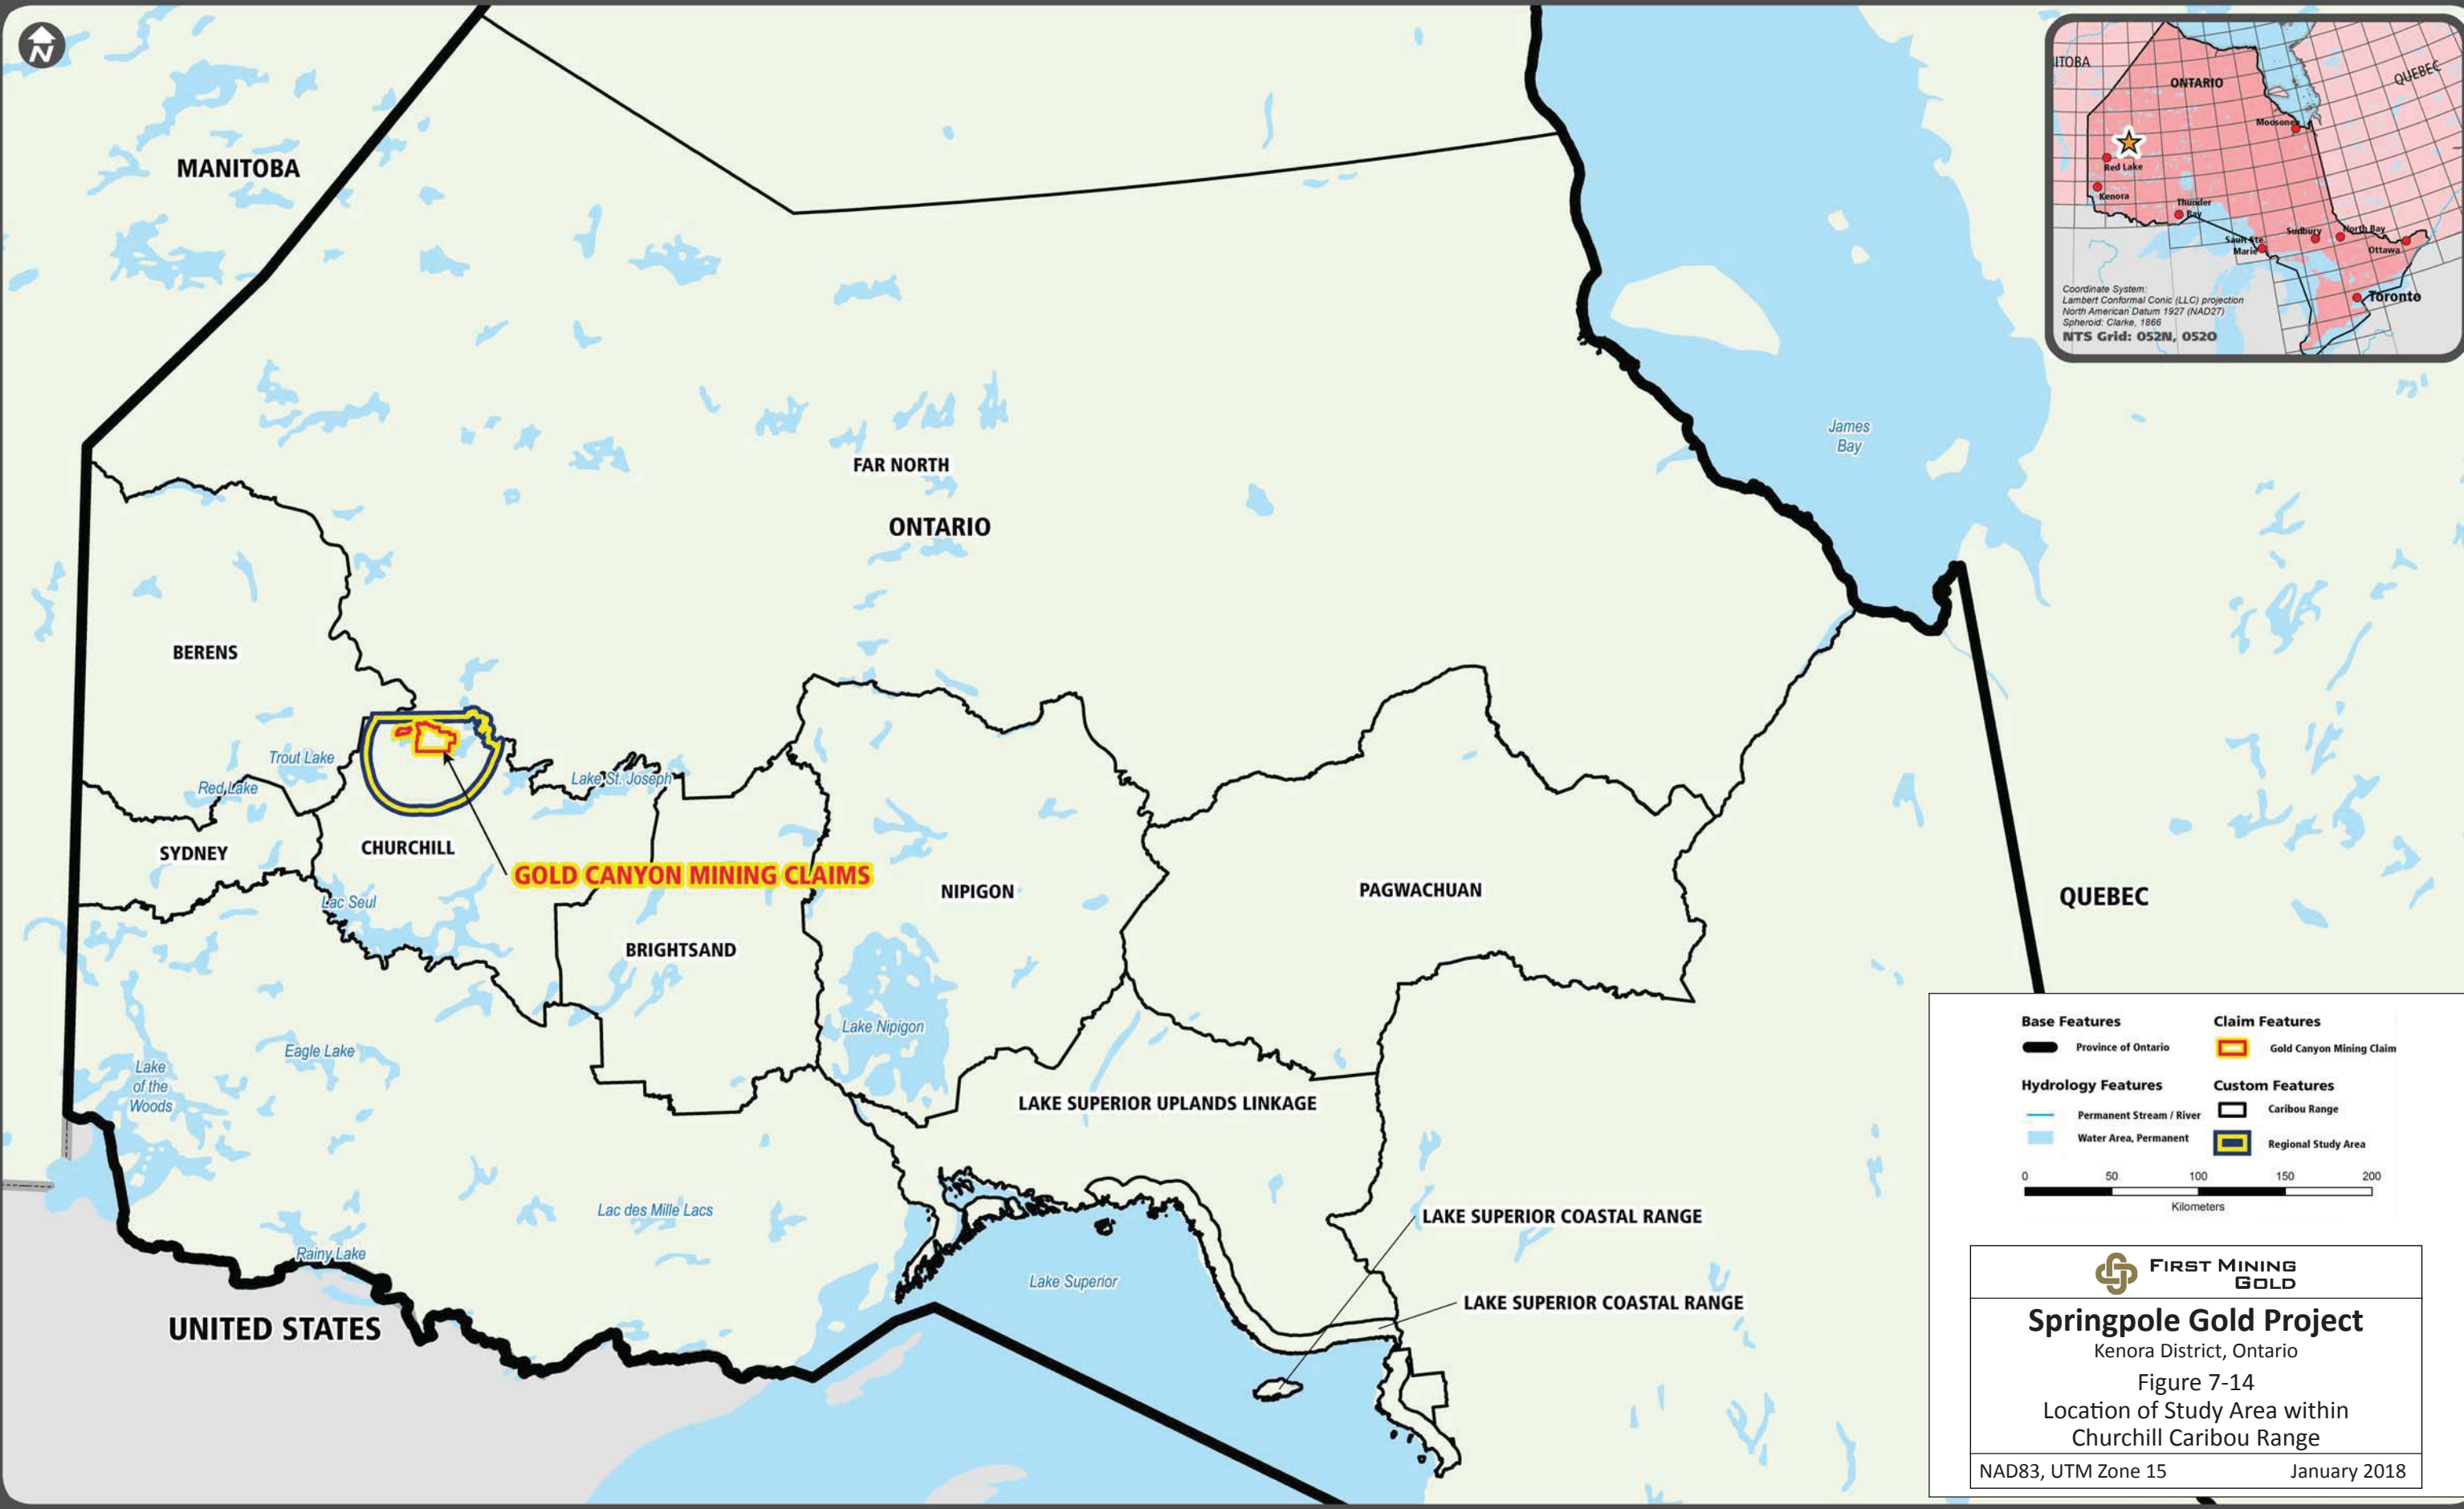 N
MANITOBA
FAR NORTH
ONTARIO
James
Bay
BERENS
Trout Lake
Red Lake
Lake St. Joseph
SYDNEY
CHURCHILL
GOLD CANYON MINING CLAIMS
Lac Seul
BRIGHTSAND
NIPIGON
PAGWACHUAN
QUEBEC
Lake Nipigon
Eagle Lake
Lake
of the
Woods
LAKE SUPERIOR UPLANDS LINKAGE
Lac des Mille Lacs
Rainy Lake
Lake Superior
LAKE SUPERIOR COASTAL RANGE
LAKE SUPERIOR COASTAL RANGE
UNITED STATES
ITOBA
ONTARIO
QUEBEC
Moosonee
Red Lake
Kenora
Thunder
Bay
Sault Ste.
Marie
Sudbury
North Bay
Ottawa
Toronto
Coordinate System:
Lambert Conformal Conic (LLC) projection
North American Datum 1927 (NAD27)
Spheroid: Clarke, 1866
NTS Grid: 052N, 052O
Base Features
Province of Ontario
Hydrology Features
Permanent Stream / River
Water Area, Permanent
Claim Features
Gold Canyon Mining Claim
Custom Features
Caribou Range
Regional Study Area
0 50 100 150 200
Kilometers
FIRST MINING
GOLD
Springpole Gold Project
Kenora District, Ontario
Figure 7-14
Location of Study Area within
Churchill Caribou Range
NAD83, UTM Zone 15 January 2018